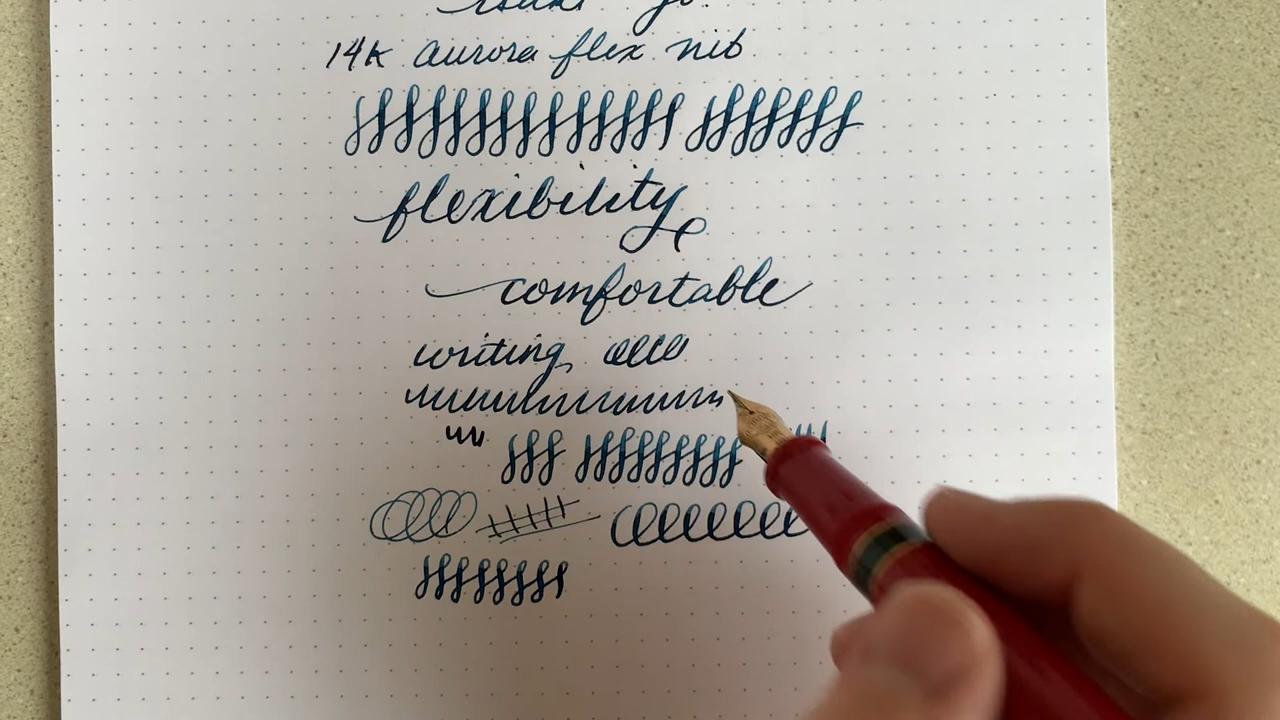 14K aurora flex nib
flexibility
comfortable
writing